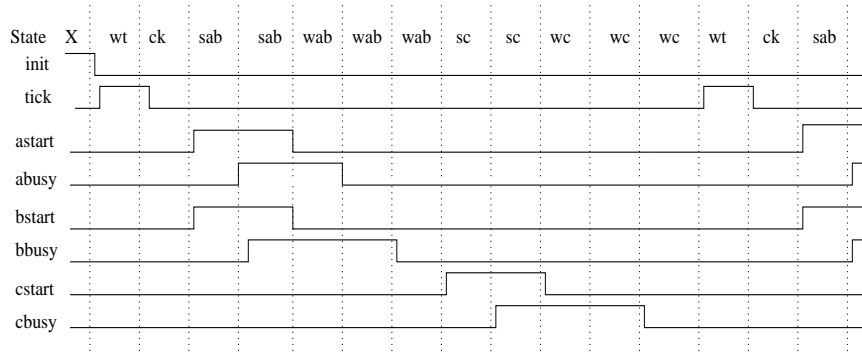 State X wt ck sab sab wab wab wab sc sc wc wc wc wt ck sab
init
tick
astart
abusy
bstart
bbusy
cstart
cbusy